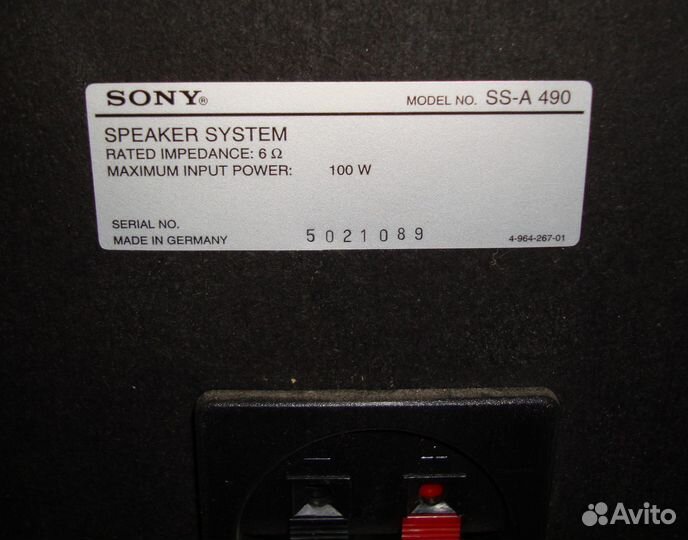 SONY® MODEL NO. SS-A 490
SPEAKER SYSTEM
RATED IMPEDANCE: 6 Ω
MAXIMUM INPUT POWER: 100 W
SERIAL NO.
MADE IN GERMANY 5021089 4-964-267-01
Avito